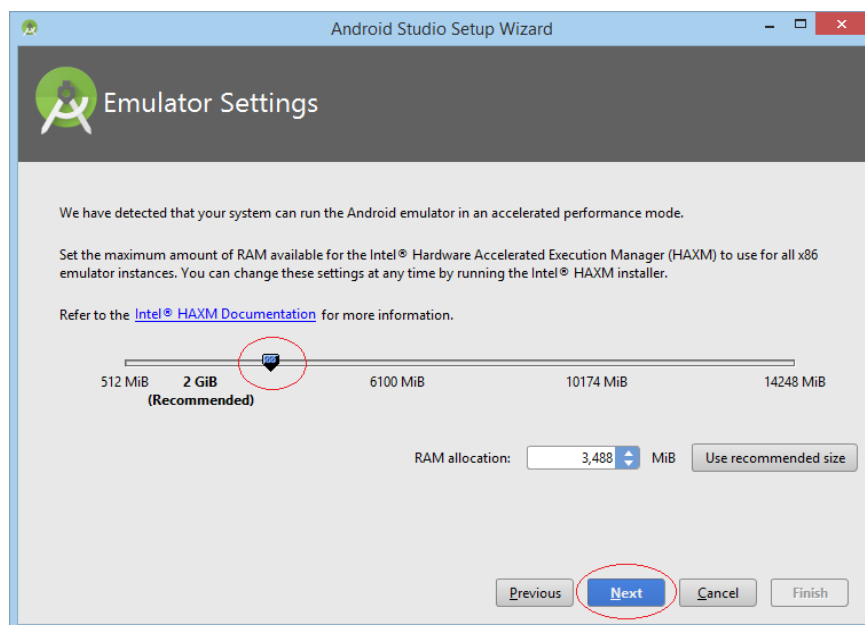 Android Studio Setup Wizard
Emulator Settings
We have detected that your system can run the Android emulator in an accelerated performance mode.
Set the maximum amount of RAM available for the Intel® Hardware Accelerated Execution Manager (HAXM) to use for all x86
emulator instances. You can change these settings at any time by running the Intel® HAXM installer.
Refer to the Intel® HAXM Documentation for more information.
512 MiB 2 GiB 6100 MiB 10174 MiB 14248 MiB
(Recommended)
RAM allocation: 3,488 MiB Use recommended size
Previous Next Cancel Finish